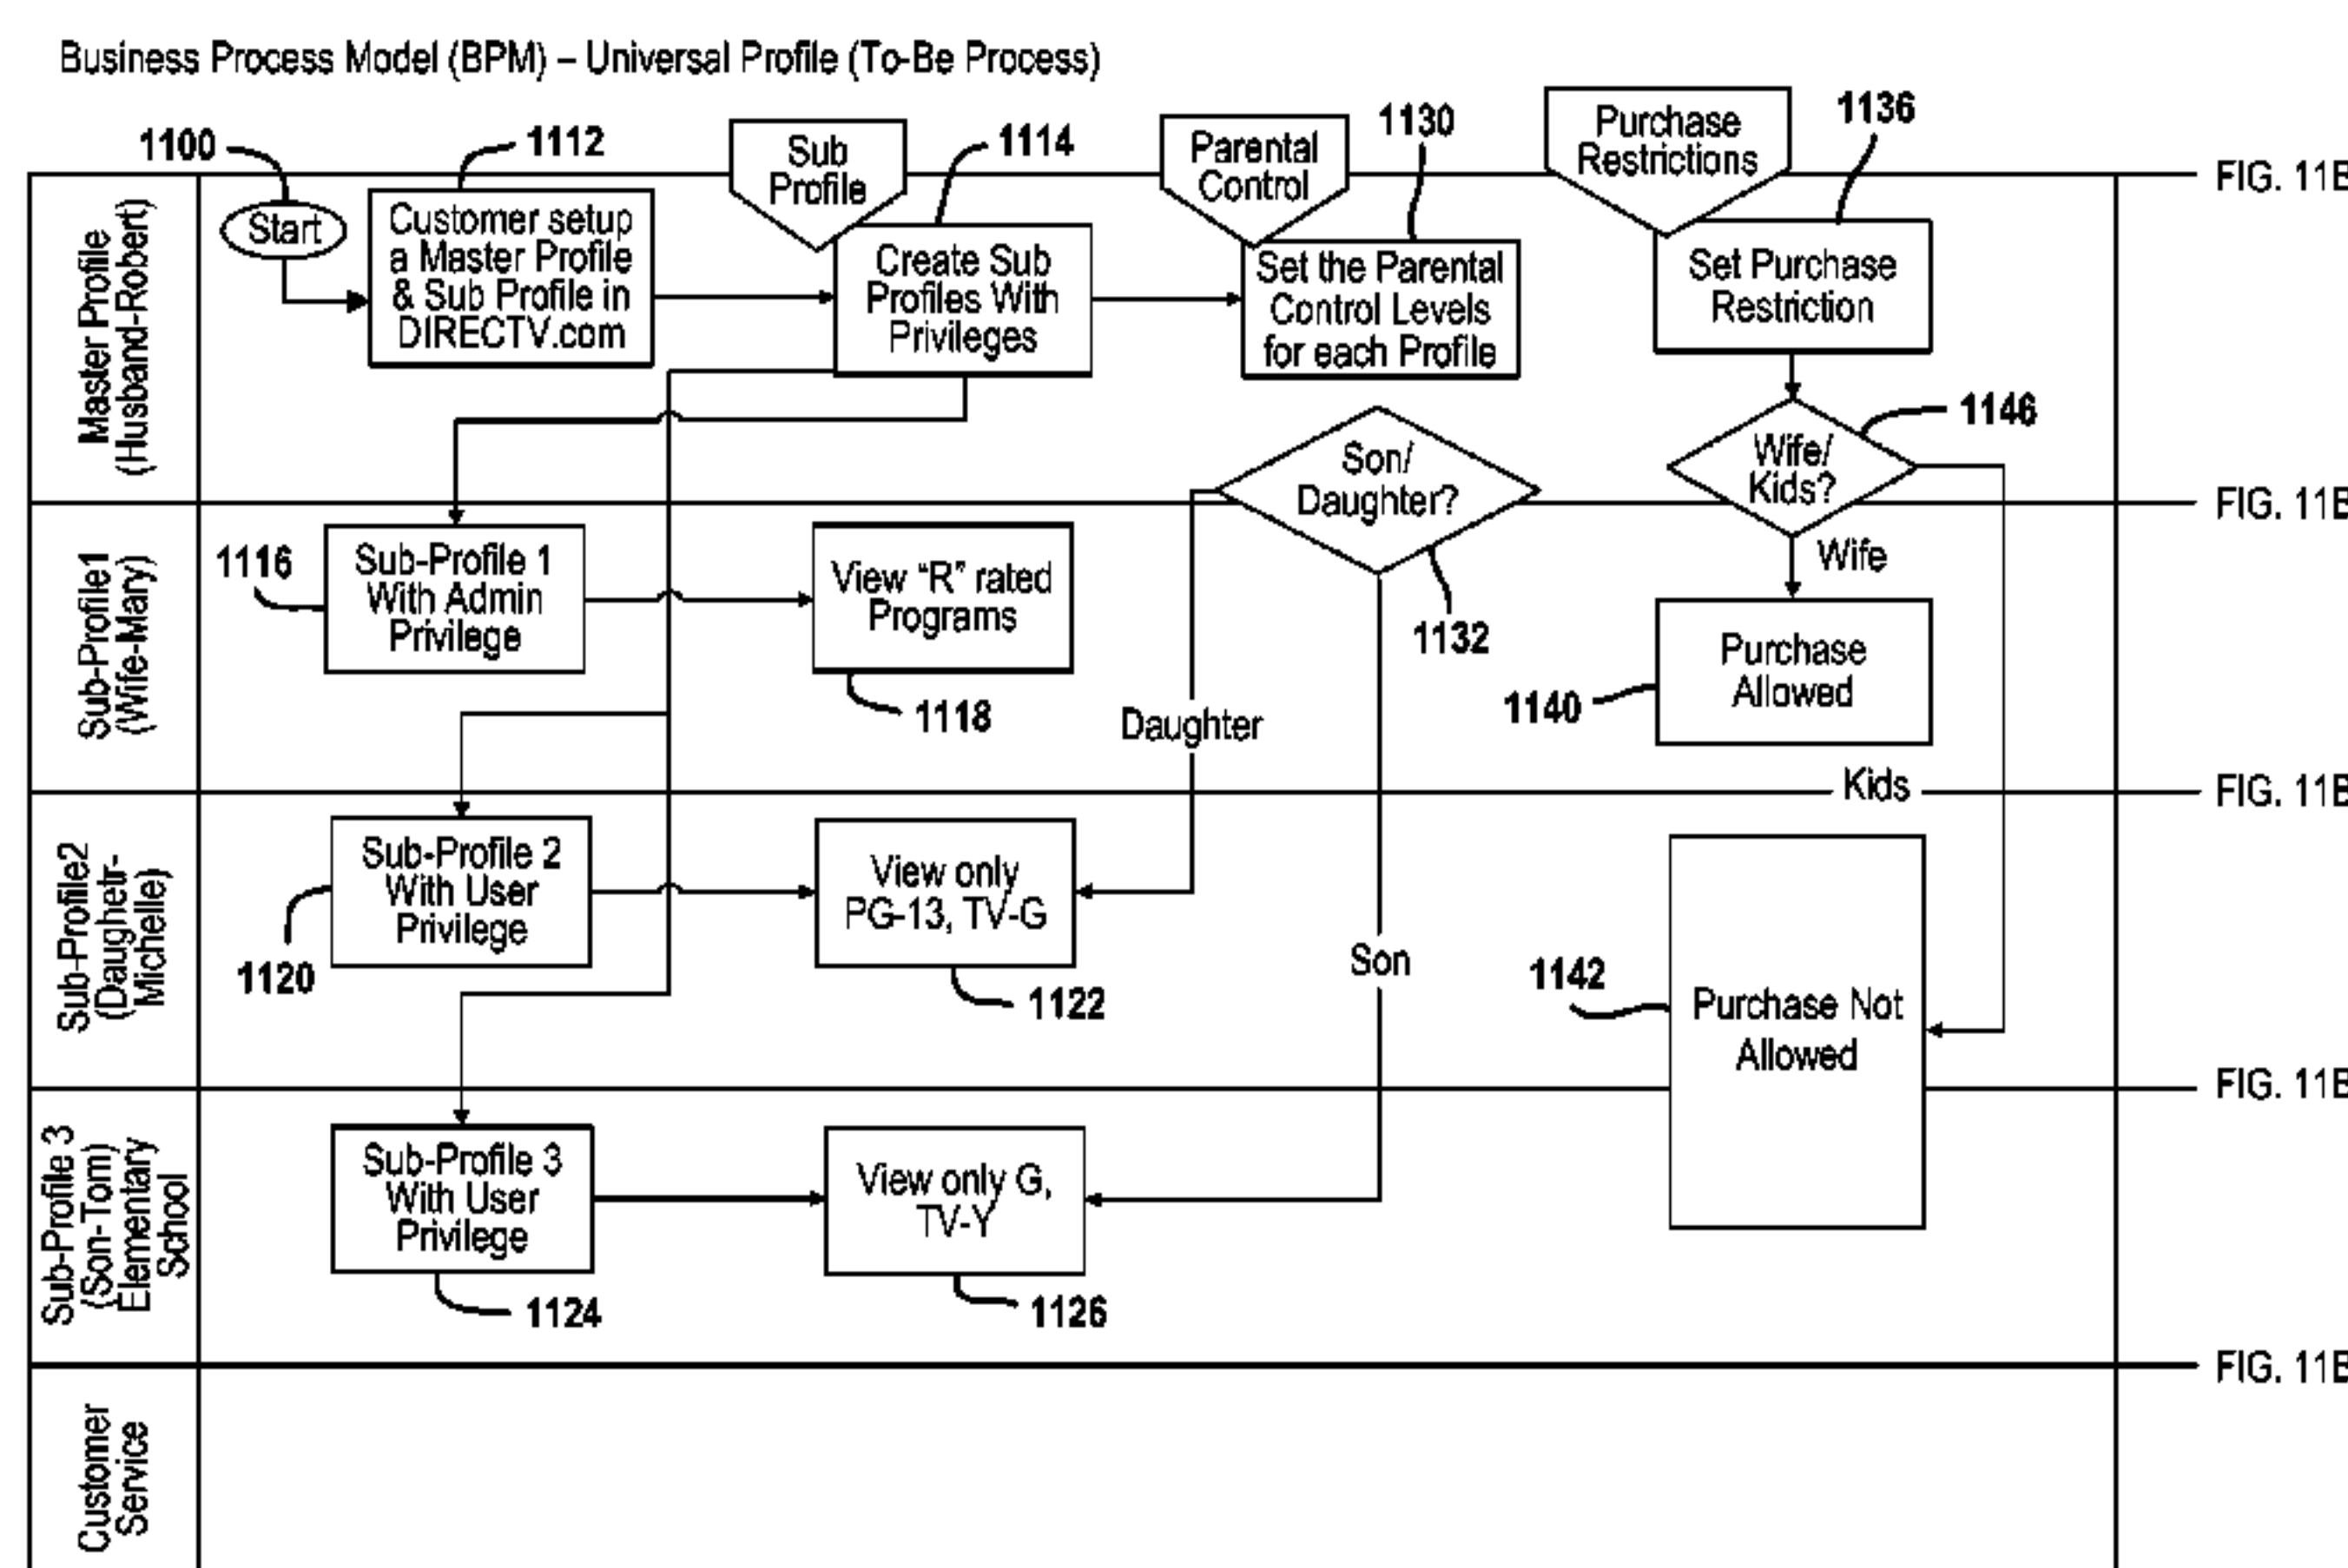 Business Process Model (BPM) – Universal Profile (To-Be Process)
1100
1112
Sub
Profile
1114
Parental
Control
1130
Purchase
Restrictions
1136
FIG. 11B
Master Profile
(Husband-Robert)
Start
Customer setup
a Master Profile
& Sub Profile in
DIRECTV.com
Create Sub
Profiles With
Privileges
Set the Parental
Control Levels
for each Profile
Set Purchase
Restriction
Son/
Daughter?
1132
Wife/
Kids?
1146
FIG. 11B
Sub-Profile1
(Wife-Mary)
1116
Sub-Profile 1
With Admin
Privilege
View “R” rated
Programs
1118
Daughter
Wife
Purchase
Allowed
1140
Kids
FIG. 11B
Sub-Profile2
(Daughetr-
Michelle)
Sub-Profile 2
With User
Privilege
1120
View only
PG-13, TV-G
1122
Son
1142
Purchase Not
Allowed
FIG. 11B
Sub-Profile 3
(Son-Tom)
Elementary
School
Sub-Profile 3
With User
Privilege
1124
View only G,
TV-Y
1126
FIG. 11B
Customer
Service